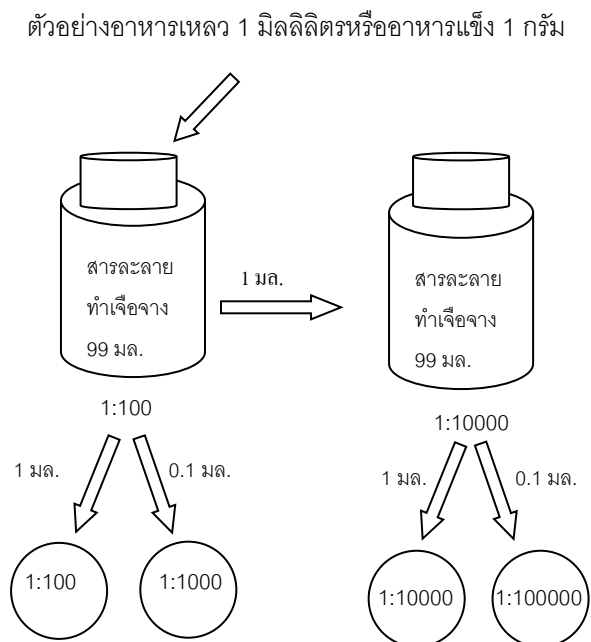 ตัวอย่างอาหารเหลว 1 มิลลิลิตรหรืออาหารแข็ง 1 กรัม
สารละลาย
ทำเจือจาง
99 มล.
1 มล.
สารละลาย
ทำเจือจาง
99 มล.
1:100
1:10000
1 มล.
0.1 มล.
1 มล.
0.1 มล.
1:100
1:1000
1:10000
1:100000